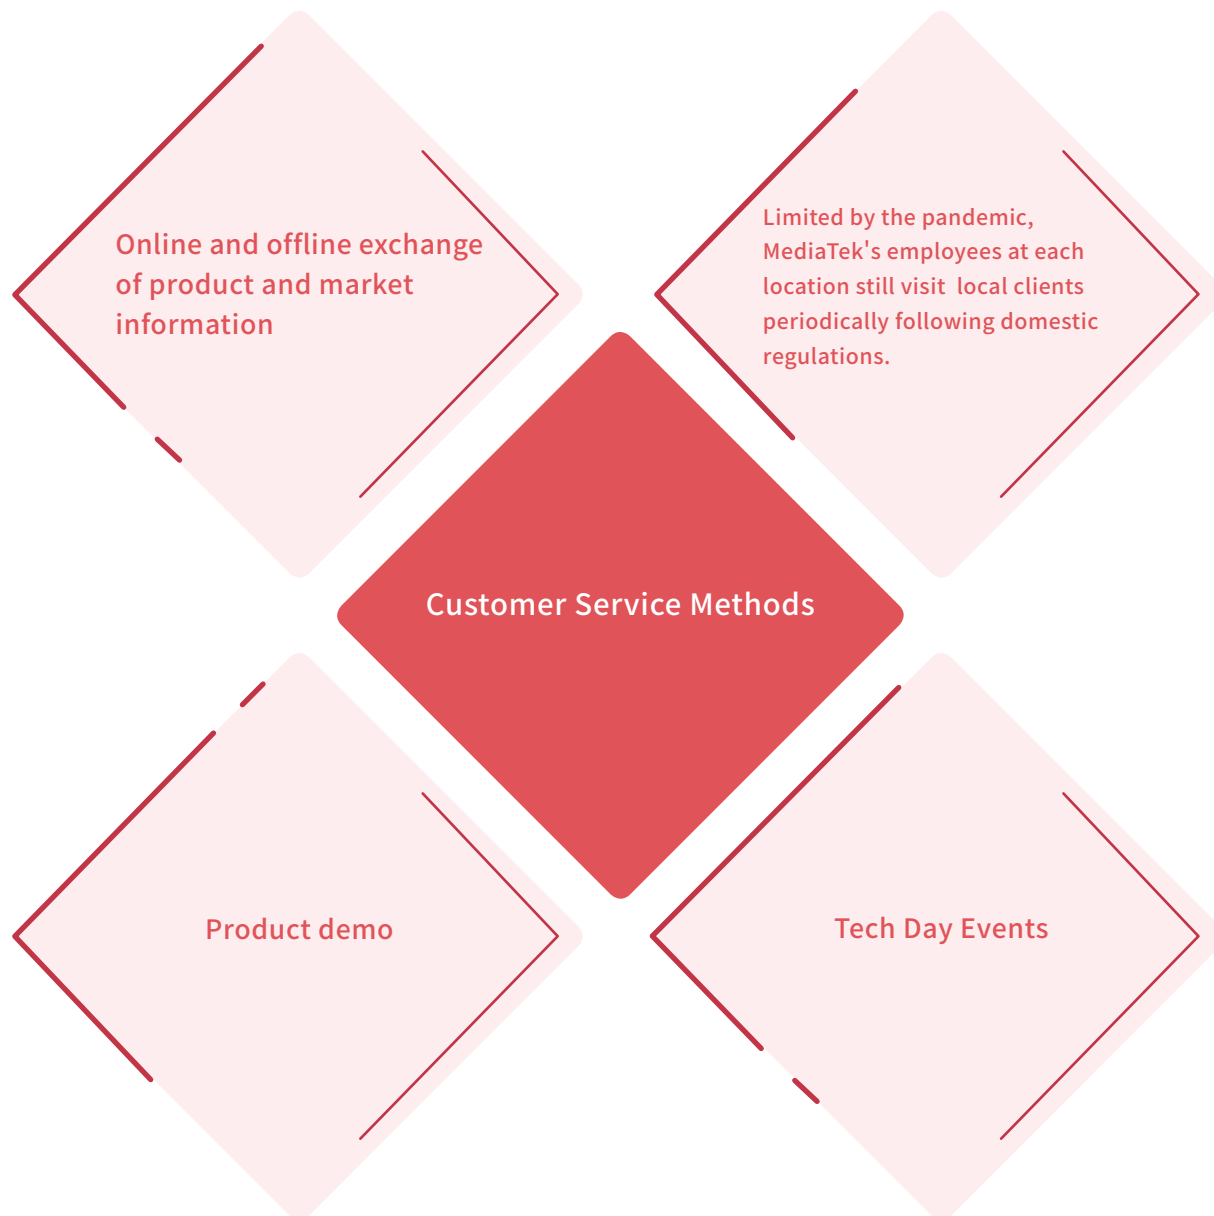 Online and offline exchange
of product and market
information
Limited by the pandemic,
MediaTek's employees at each
location still visit  local clients
periodically following domestic
regulations.
Customer Service Methods
Product demo
Tech Day Events